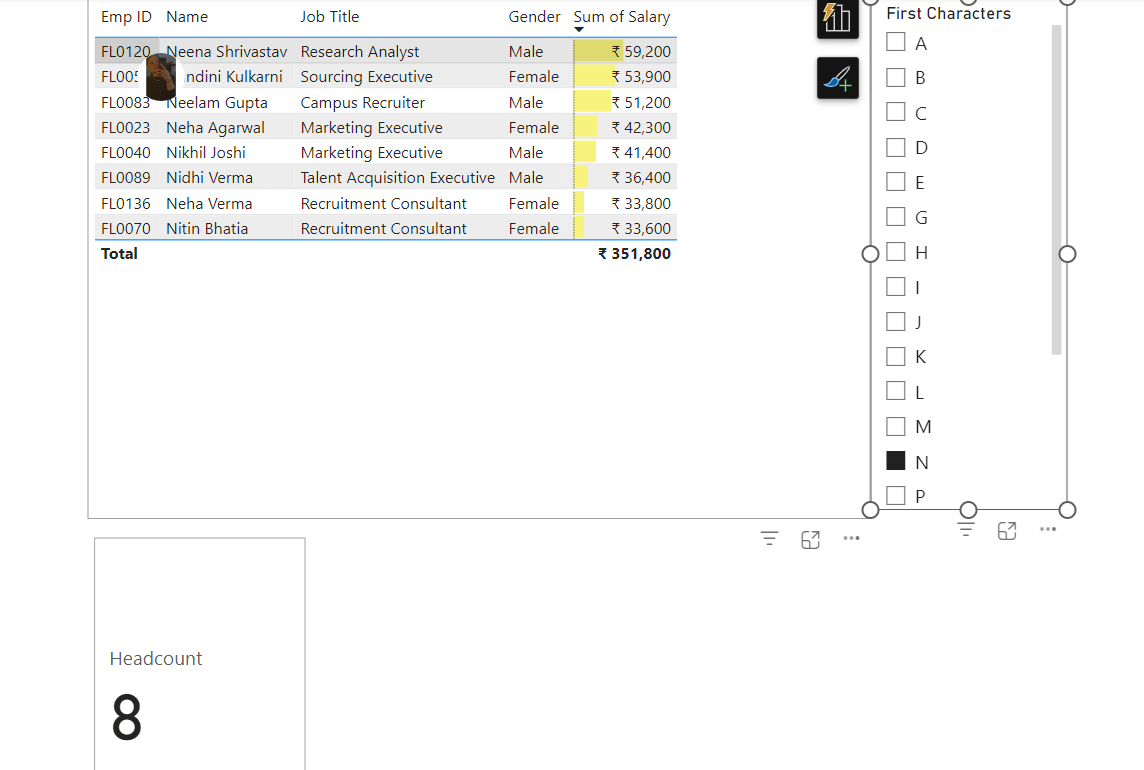 Emp ID Name Job Title Gender Sum of Salary
FL0120 Neena Shrivastav Research Analyst Male ₹ 59,200
Kulkarni Sourcing Executive Female ₹ 53,900
FL0083 Neelam Gupta Campus Recruiter Male ₹ 51,200
FL0023 Neha Agarwal Marketing Executive Female ₹ 42,300
FL0040 Nikhil Joshi Marketing Executive Male ₹ 41,400
FL0089 Nidhi Verma Talent Acquisition Executive Male ₹ 36,400
FL0136 Neha Verma Recruitment Consultant Female ₹ 33,800
FL0070 Nitin Bhatia Recruitment Consultant Female ₹ 33,600
Total ₹ 351,800
First Characters
A
B
C
D
E
G
H
I
J
K
L
M
N
P
Headcount
8